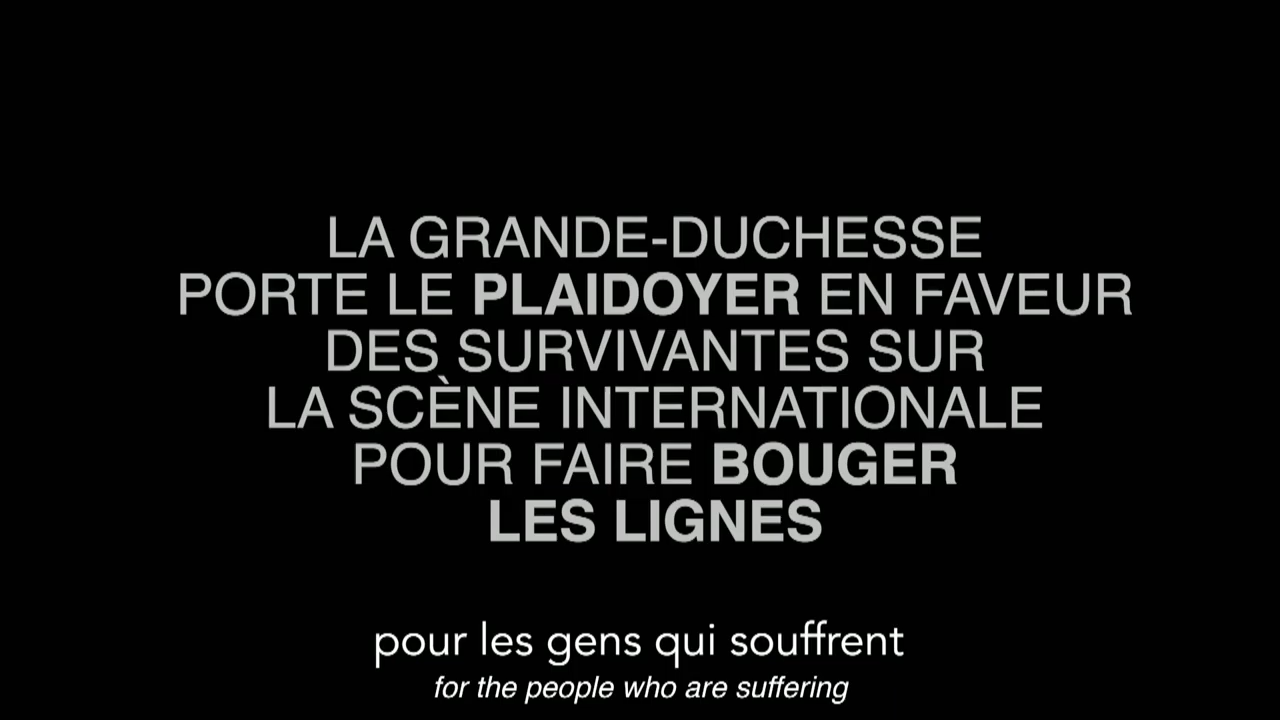 LA GRANDE-DUCHESSE
PORTE LE PLAIDOYER EN FAVEUR
DES SURVIVANTES SUR
LA SCÈNE INTERNATIONALE
POUR FAIRE BOUGER
LES LIGNES
pour les gens qui souffrent
for the people who are suffering